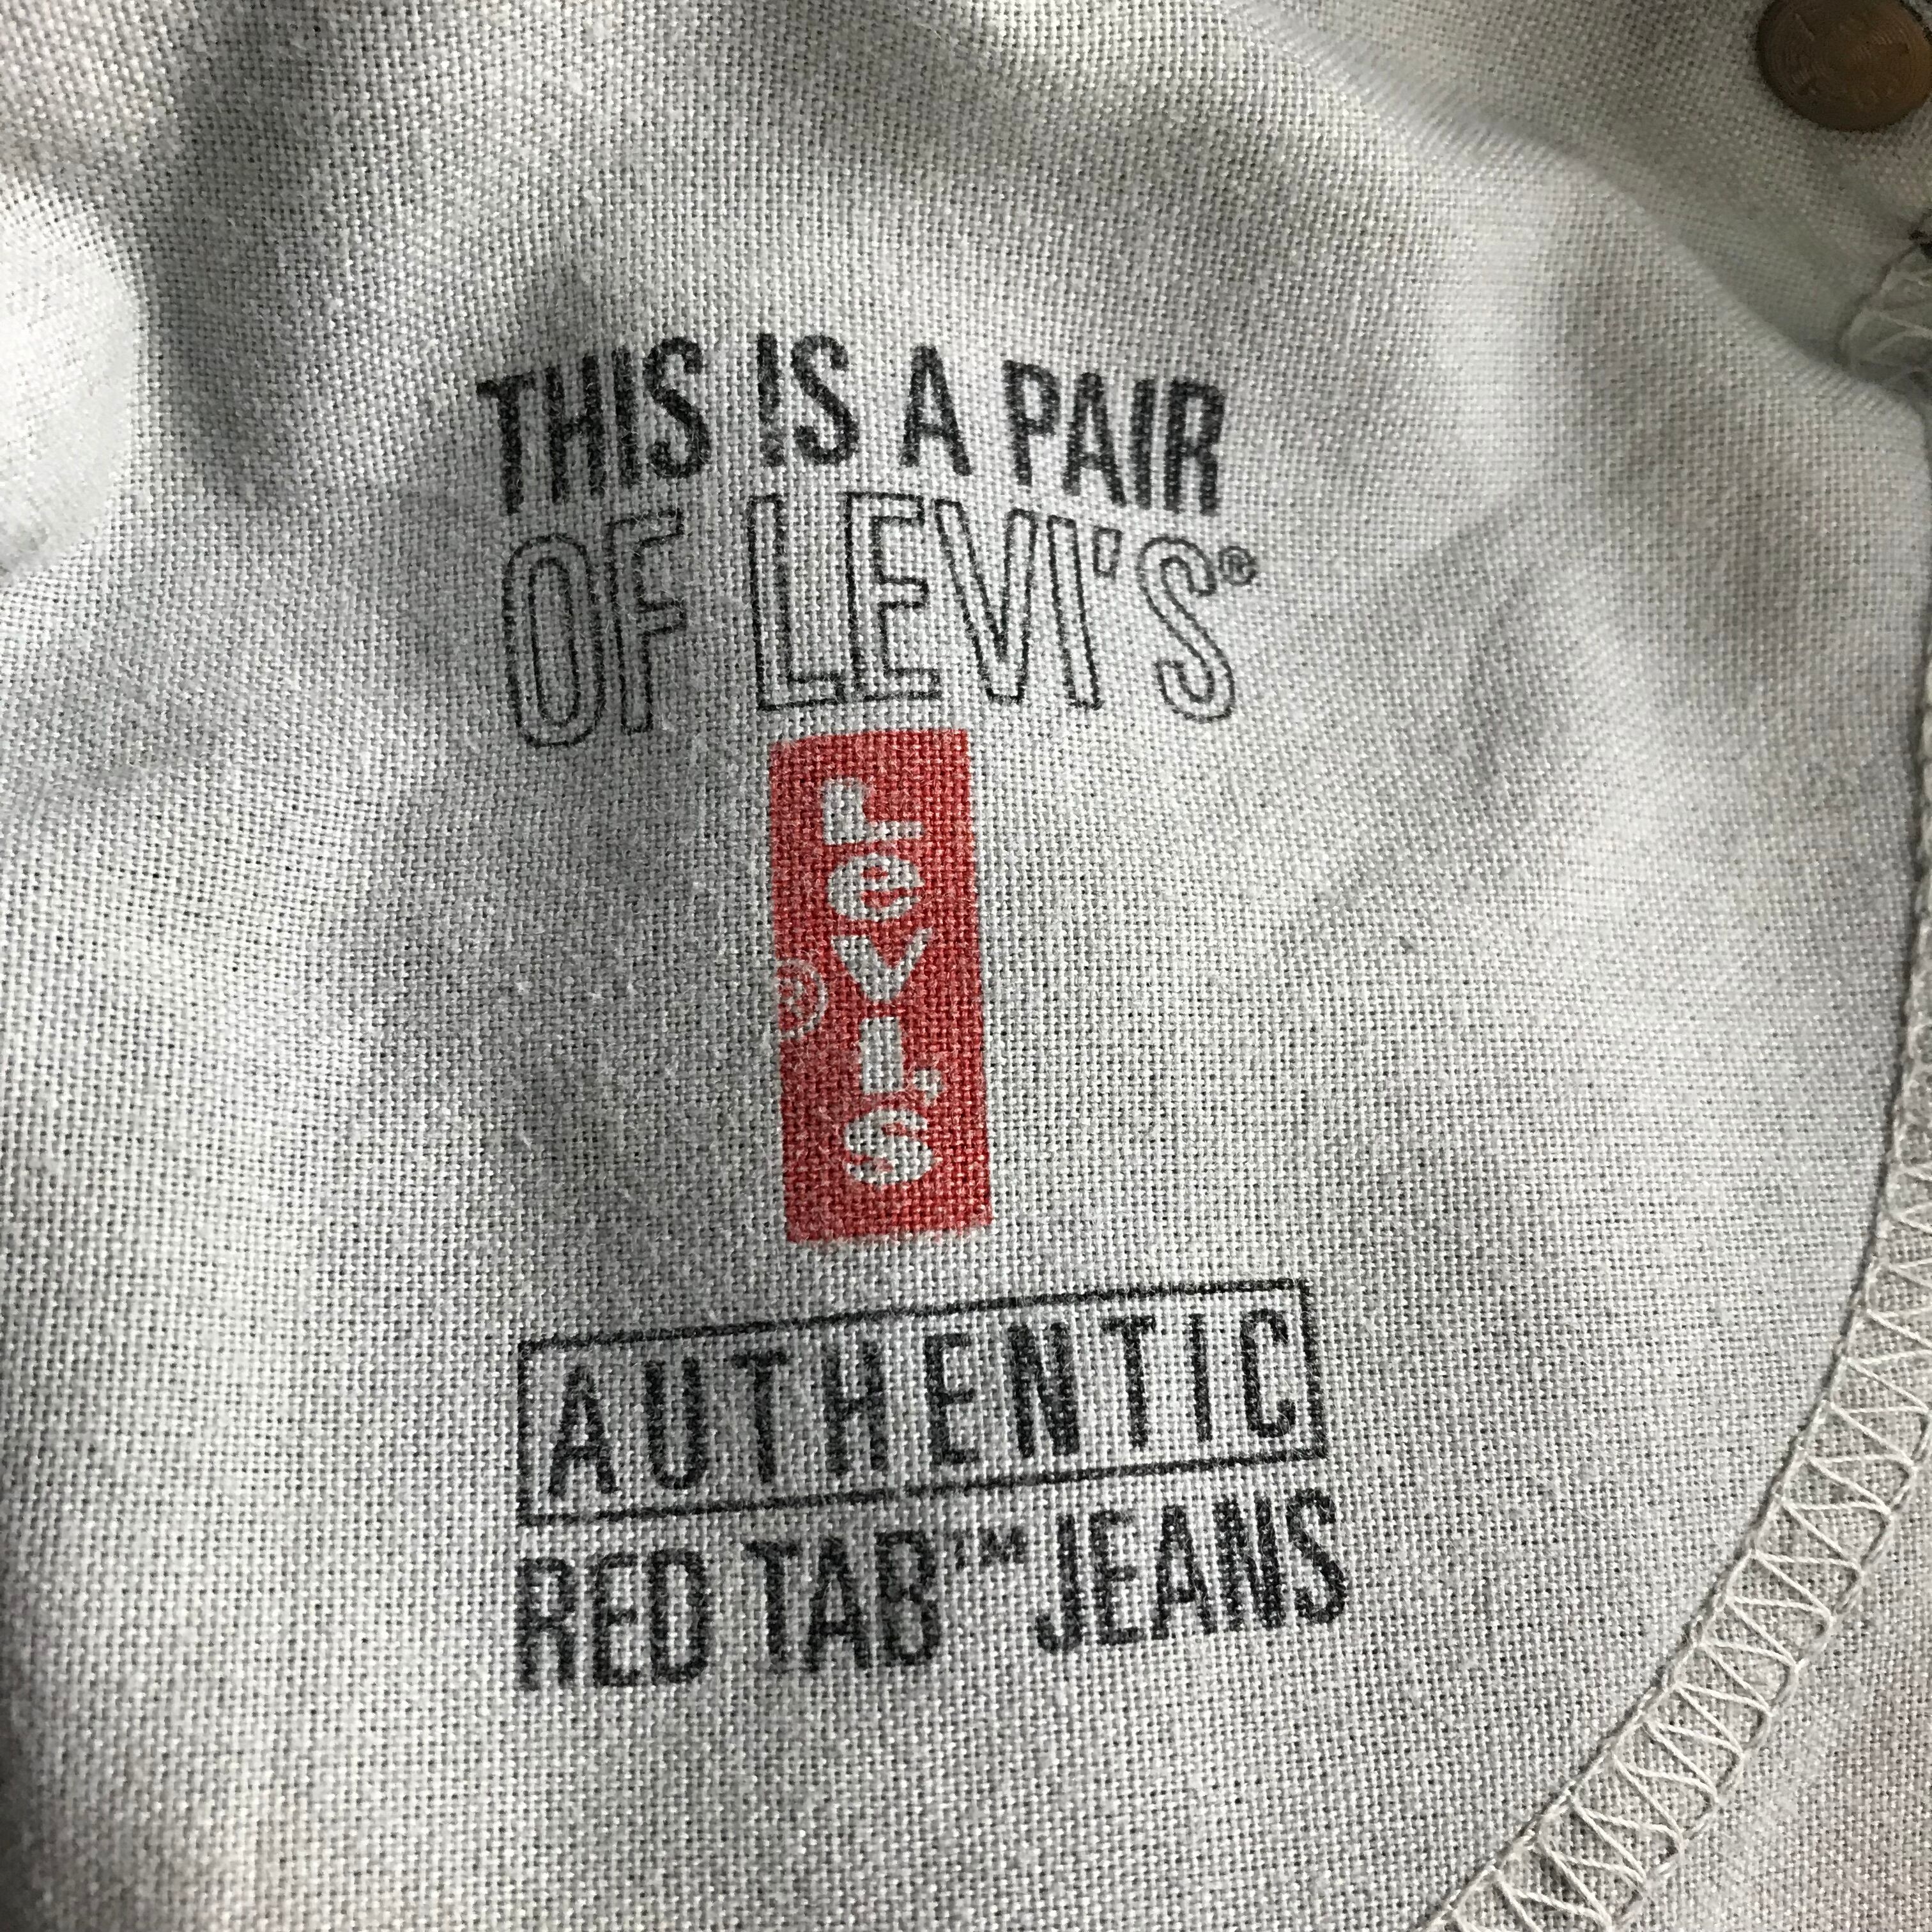 THIS IS A PAIR
OF LEVI'S®
Levi's
®
AUTHENTIC
RED TAB™ JEANS